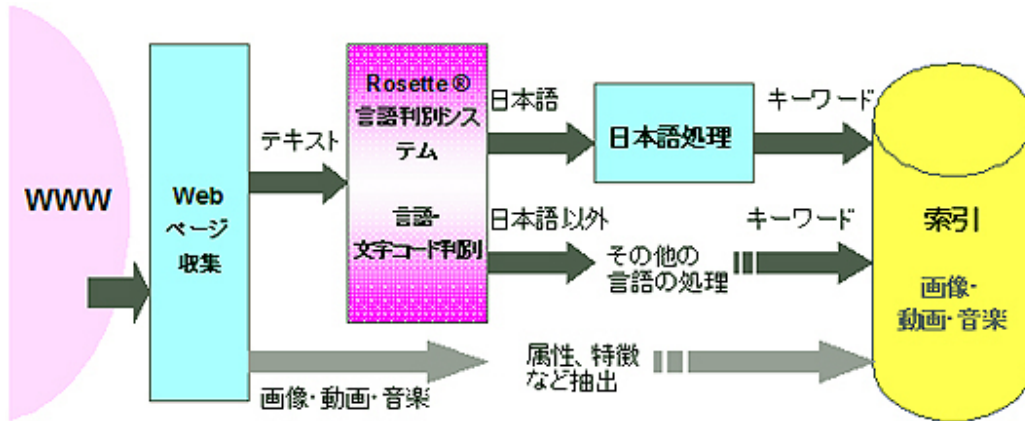 WWW
Web
ページ
収集
テキスト
画像・動画・音楽
Rosette®
言語判別シス
テム
言語・
文字コード判別
日本語
日本語以外
日本語処理
その他の
言語の処理
属性、特徴
など抽出
キーワード
キーワード
索引
画像・
動画・音楽